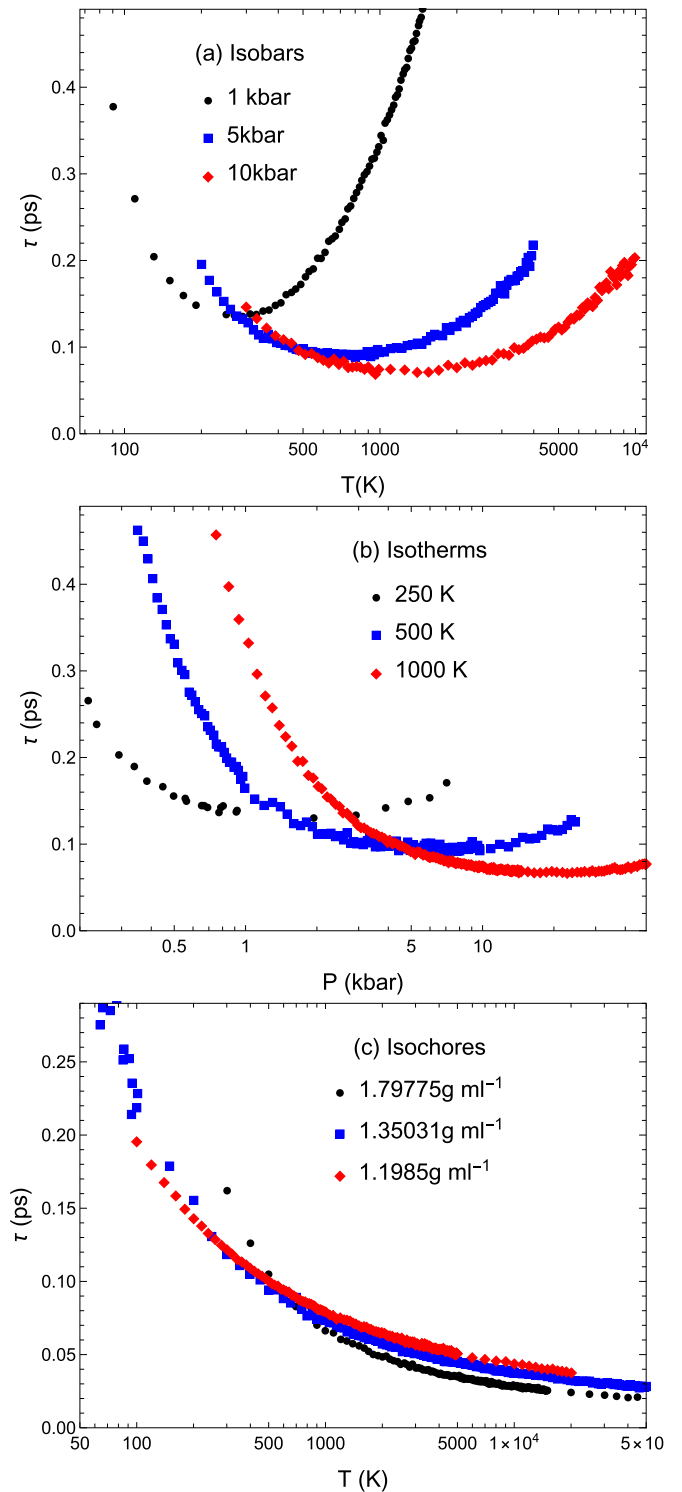 (a) Isobars
1 kbar
5kbar
10kbar
0.4
0.3
0.2
0.1
0.0
τ (ps)
100 500 1000 5000 10⁴
T(K)
(b) Isotherms
250 K
500 K
1000 K
0.4
0.3
0.2
0.1
0.0
τ (ps)
0.5 1 5 10
P (kbar)
(c) Isochores
1.79775g ml⁻¹
1.35031g ml⁻¹
1.1985g ml⁻¹
0.25
0.20
0.15
0.10
0.05
0.00
τ (ps)
50 100 500 1000 5000 1×10⁴ 5×10
T (K)